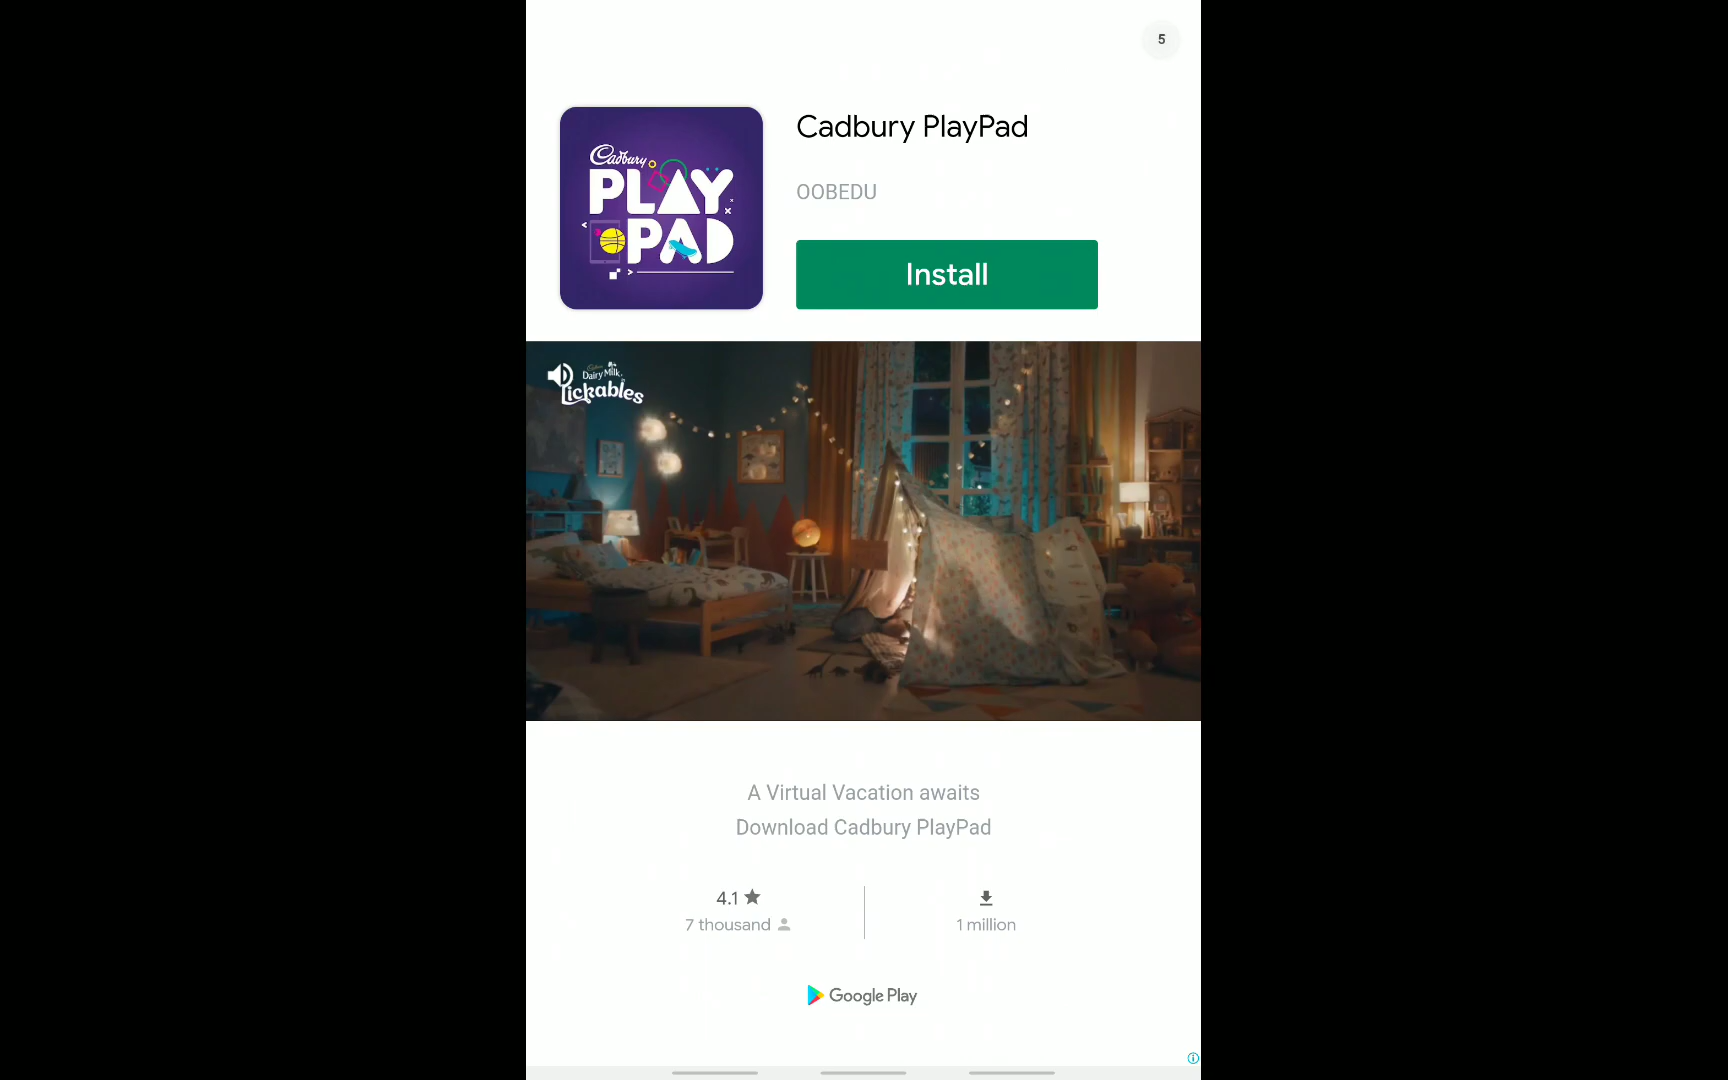 5
Cadbury
PLAY
PAD
Cadbury PlayPad
OOBEDU
Install
Dairy Milk
Lickables
A Virtual Vacation awaits
Download Cadbury PlayPad
4.1
7 thousand
1 million
Google Play